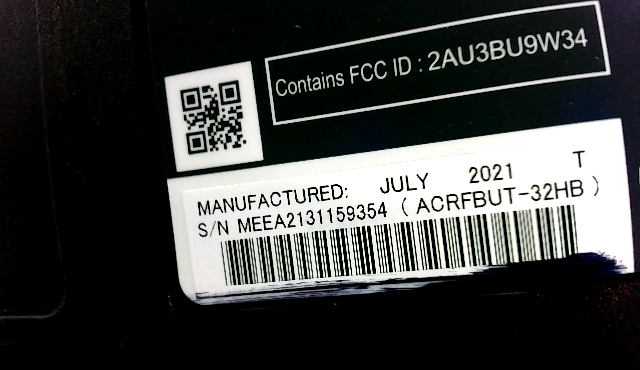 Contains FCC ID : 2AU3BU9W34
MANUFACTURED: JULY 2021 T
S/N MEEA2131159354 ( ACRFBUT-32HB )